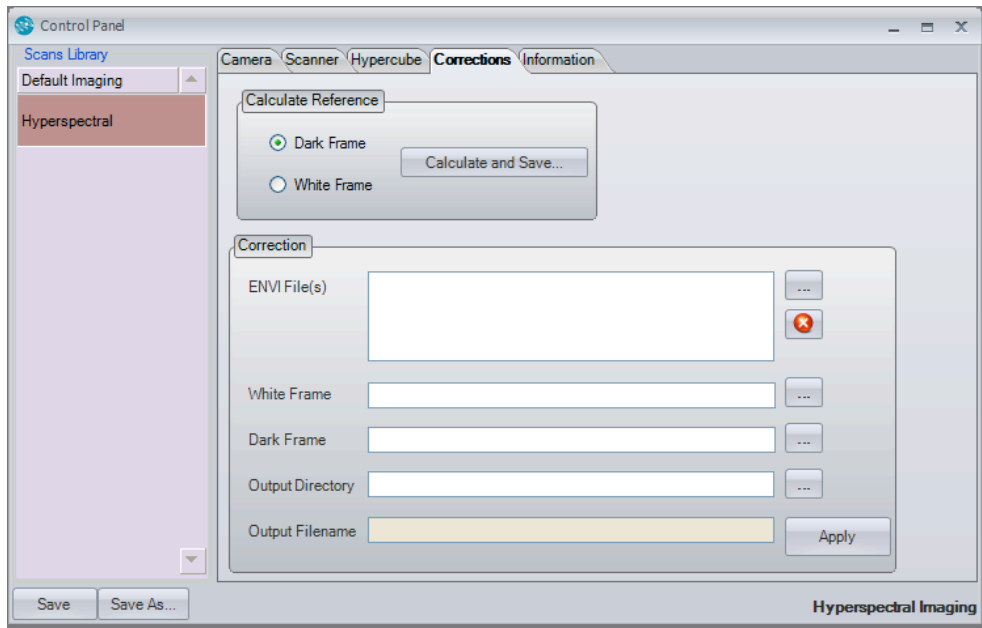 Control Panel
Scans Library
Default Imaging
Hyperspectral
Camera Scanner Hypercube Corrections Information
Calculate Reference
Dark Frame
Calculate and Save...
White Frame
Correction
ENVI File(s)
...
White Frame
...
Dark Frame
...
Output Directory
...
Output Filename
Apply
Save Save As...
Hyperspectral Imaging